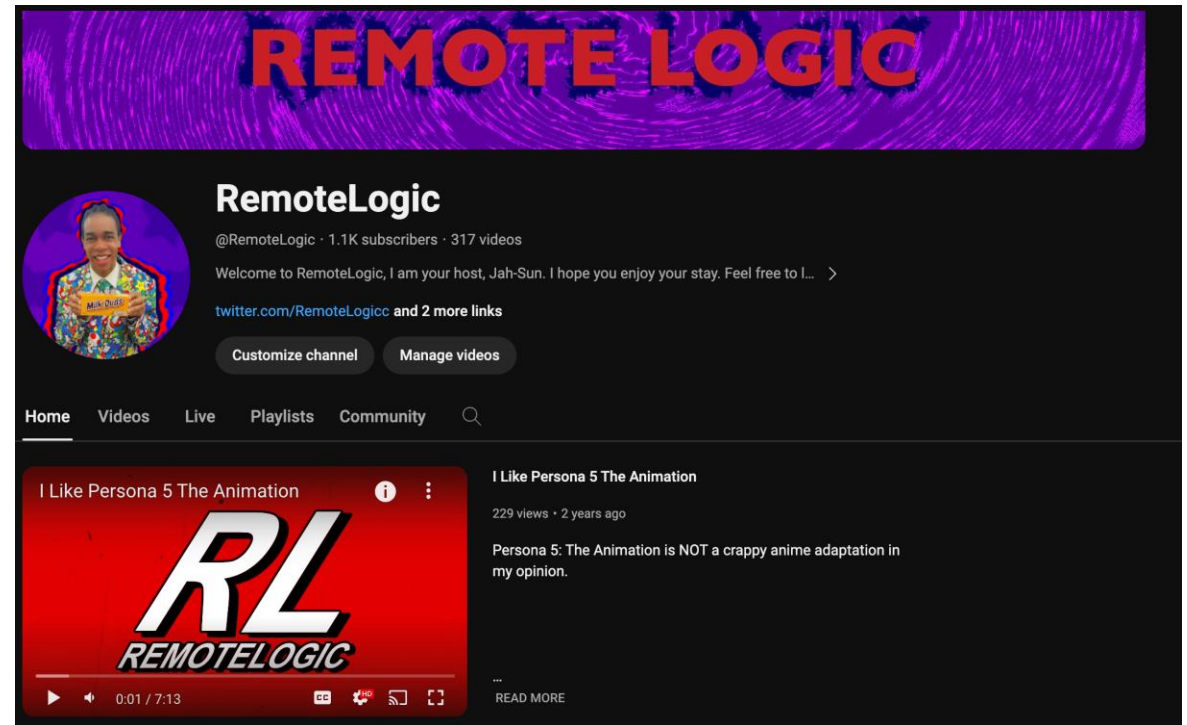 REMOTE LOGIC
RemoteLogic
@RemoteLogic · 1.1K subscribers · 317 videos
Welcome to RemoteLogic, I am your host, Jah-Sun. I hope you enjoy your stay. Feel free to l...
twitter.com/RemoteLogicc and 2 more links
Customize channel Manage videos
Milk Duds
Home Videos Live Playlists Community
I Like Persona 5 The Animation
RL
REMOTELOGIC
0:01 / 7:13 CC HD
I Like Persona 5 The Animation
229 views • 2 years ago
Persona 5: The Animation is NOT a crappy anime adaptation in
my opinion.
...
READ MORE